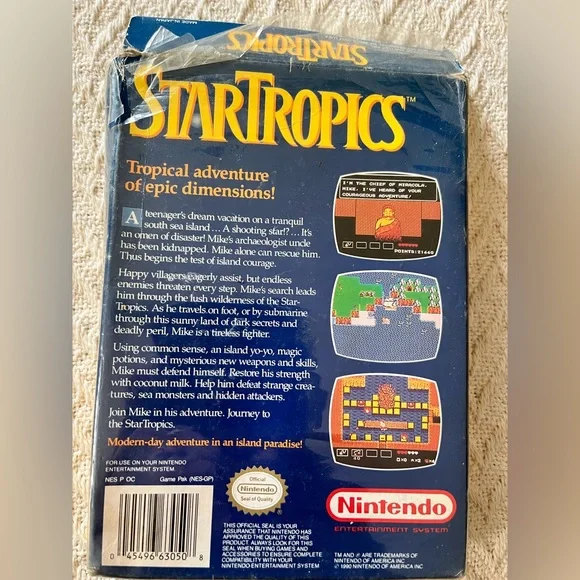 MADE IN JAPAN
STARTROPICS
STARTROPICS™
Tropical adventure
of epic dimensions!
A teenager's dream vacation on a tranquil
south sea island ... A shooting star!? ... It's
an omen of disaster! Mike's archaeologist uncle
has been kidnapped. Mike alone can rescue him.
Thus begins the test of island courage.
Happy villagers eagerly assist, but endless
enemies threaten every step. Mike's search leads
him through the lush wilderness of the Star-
Tropics. As he travels on foot, or by submarine
through this sunny land of dark secrets and
deadly peril, Mike is a tireless fighter.
Using common sense, an island yo-yo, magic
potions, and mysterious new weapons and skills,
Mike must defend himself. Restore his strength
with coconut milk. Help him defeat strange crea-
tures, sea monsters and hidden attackers.
Join Mike in his adventure. Journey to
the StarTropics.
Modern-day adventure in an island paradise!
I'M THE CHIEF OF MIRACOLA.
MIKE. I'VE HEARD OF YOUR
COURAGEOUS ADVENTURE!
POINTS:21660
40
FOR USE ON YOUR NINTENDO
ENTERTAINMENT SYSTEM
NES P OC Game Pak (NES-GP)
0 45496 63050 8
Official
Nintendo
Seal of Quality
THIS OFFICIAL SEAL IS YOUR
ASSURANCE THAT NINTENDO HAS
APPROVED THE QUALITY OF THIS
PRODUCT. ALWAYS LOOK FOR THIS
SEAL WHEN BUYING GAMES AND
ACCESSORIES TO ENSURE COMPLETE
COMPATIBILITY WITH YOUR
NINTENDO ENTERTAINMENT SYSTEM.
Nintendo
ENTERTAINMENT SYSTEM
TM AND ® ARE TRADEMARKS OF
NINTENDO OF AMERICA INC.
© 1990 NINTENDO OF AMERICA INC.